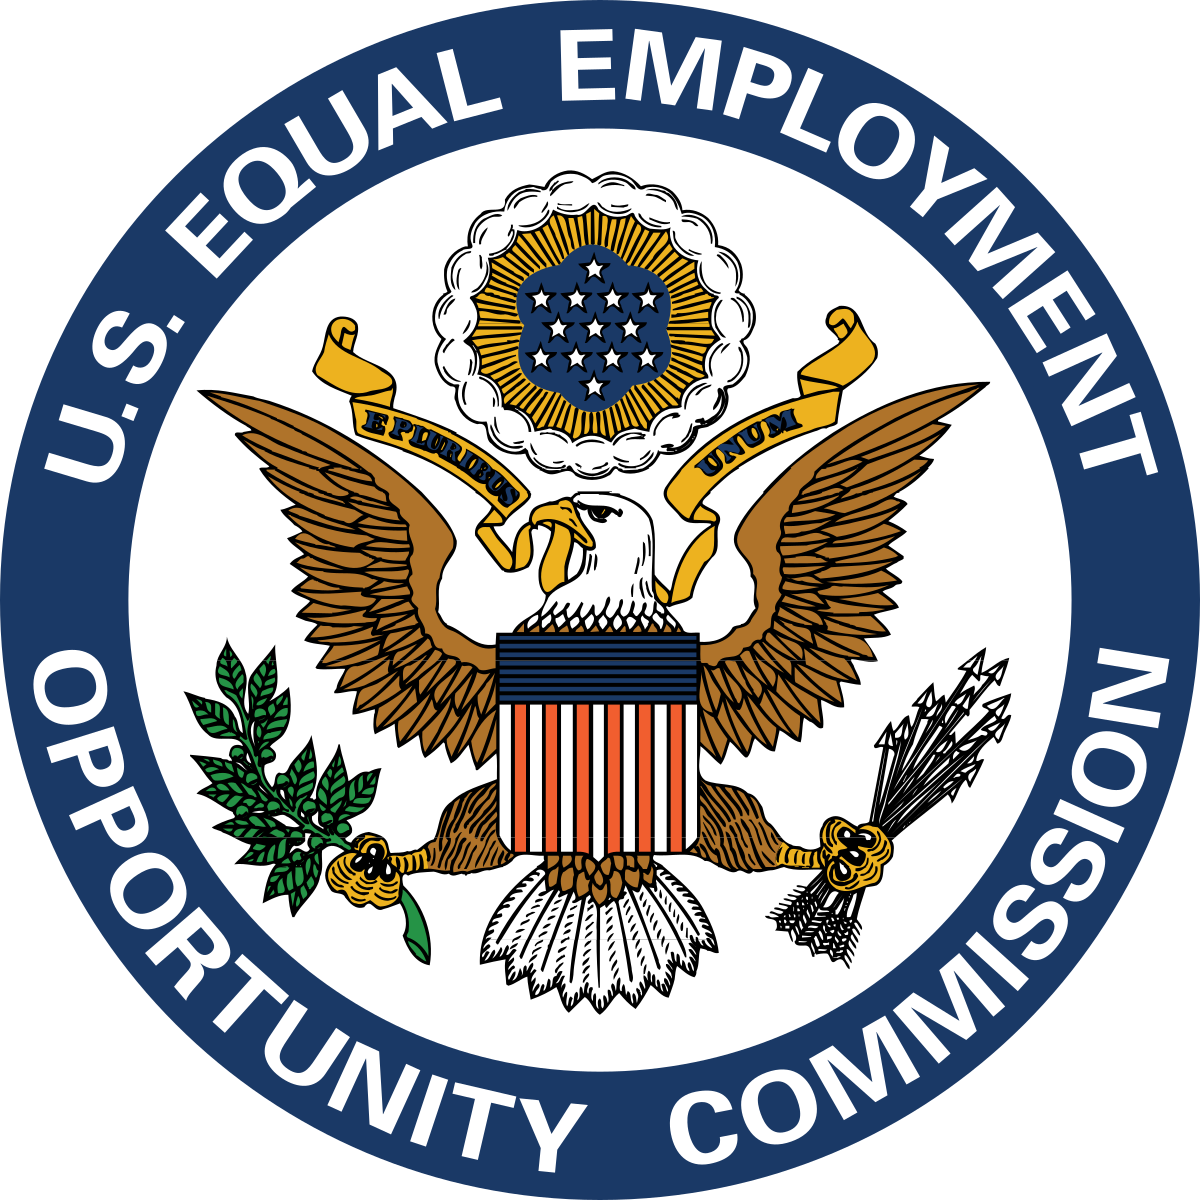 U.S. EQUAL EMPLOYMENT
OPPORTUNITY COMMISSION
E PLURIBUS
UNUM